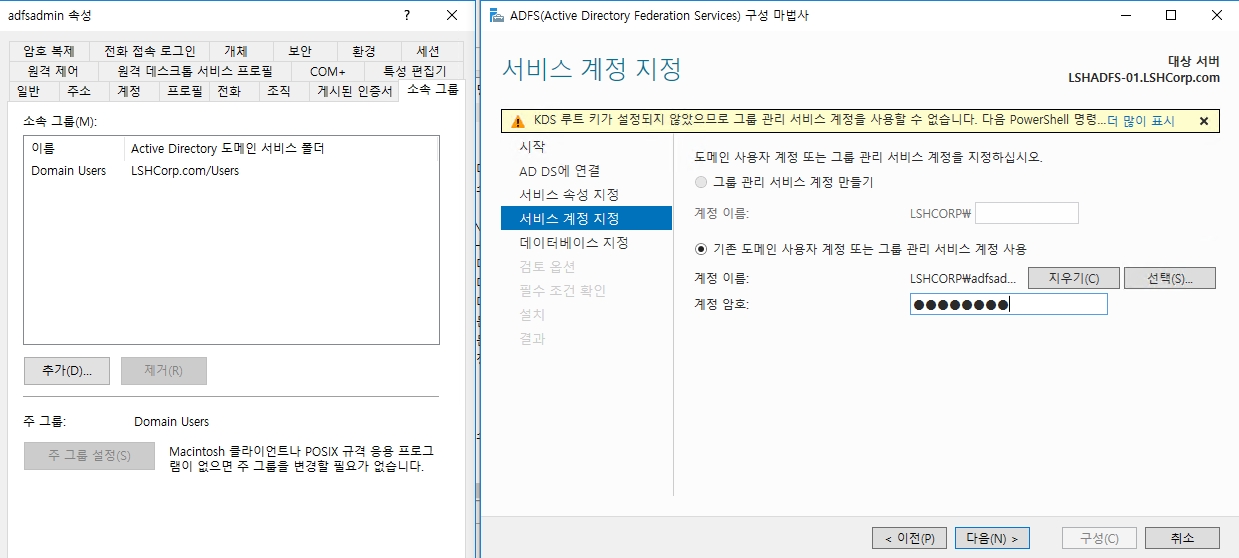 adfsadmin 속성
?
암호 복제 전화 접속 로그인 개체 보안 환경 세션
원격 제어 원격 데스크톱 서비스 프로필 COM+ 특성 편집기
일반 주소 계정 프로필 전화 조직 게시된 인증서 소속 그룹
소속 그룹(M):
이름 Active Directory 도메인 서비스 폴더
Domain Users LSHCorp.com/Users
추가(D)... 제거(R)
주 그룹: Domain Users
주 그룹 설정(S)
Macintosh 클라이언트나 POSIX 규격 응용 프로그
램이 없으면 주 그룹을 변경할 필요가 없습니다.
ADFS(Active Directory Federation Services) 구성 마법사
서비스 계정 지정
대상 서버
LSHADFS-01.LSHCorp.com
KDS 루트 키가 설정되지 않았으므로 그룹 관리 서비스 계정을 사용할 수 없습니다. 다음 PowerShell 명령...더 많이 표시
시작
AD DS에 연결
서비스 속성 지정
서비스 계정 지정
데이터베이스 지정
검토 옵션
필수 조건 확인
설치
결과
도메인 사용자 계정 또는 그룹 관리 서비스 계정을 지정하십시오.
그룹 관리 서비스 계정 만들기
계정 이름: LSHCORP₩
기존 도메인 사용자 계정 또는 그룹 관리 서비스 계정 사용
계정 이름: LSHCORP₩adfsad... 지우기(C) 선택(S)...
계정 암호: ●●●●●●●●
< 이전(P) 다음(N) > 구성(C) 취소